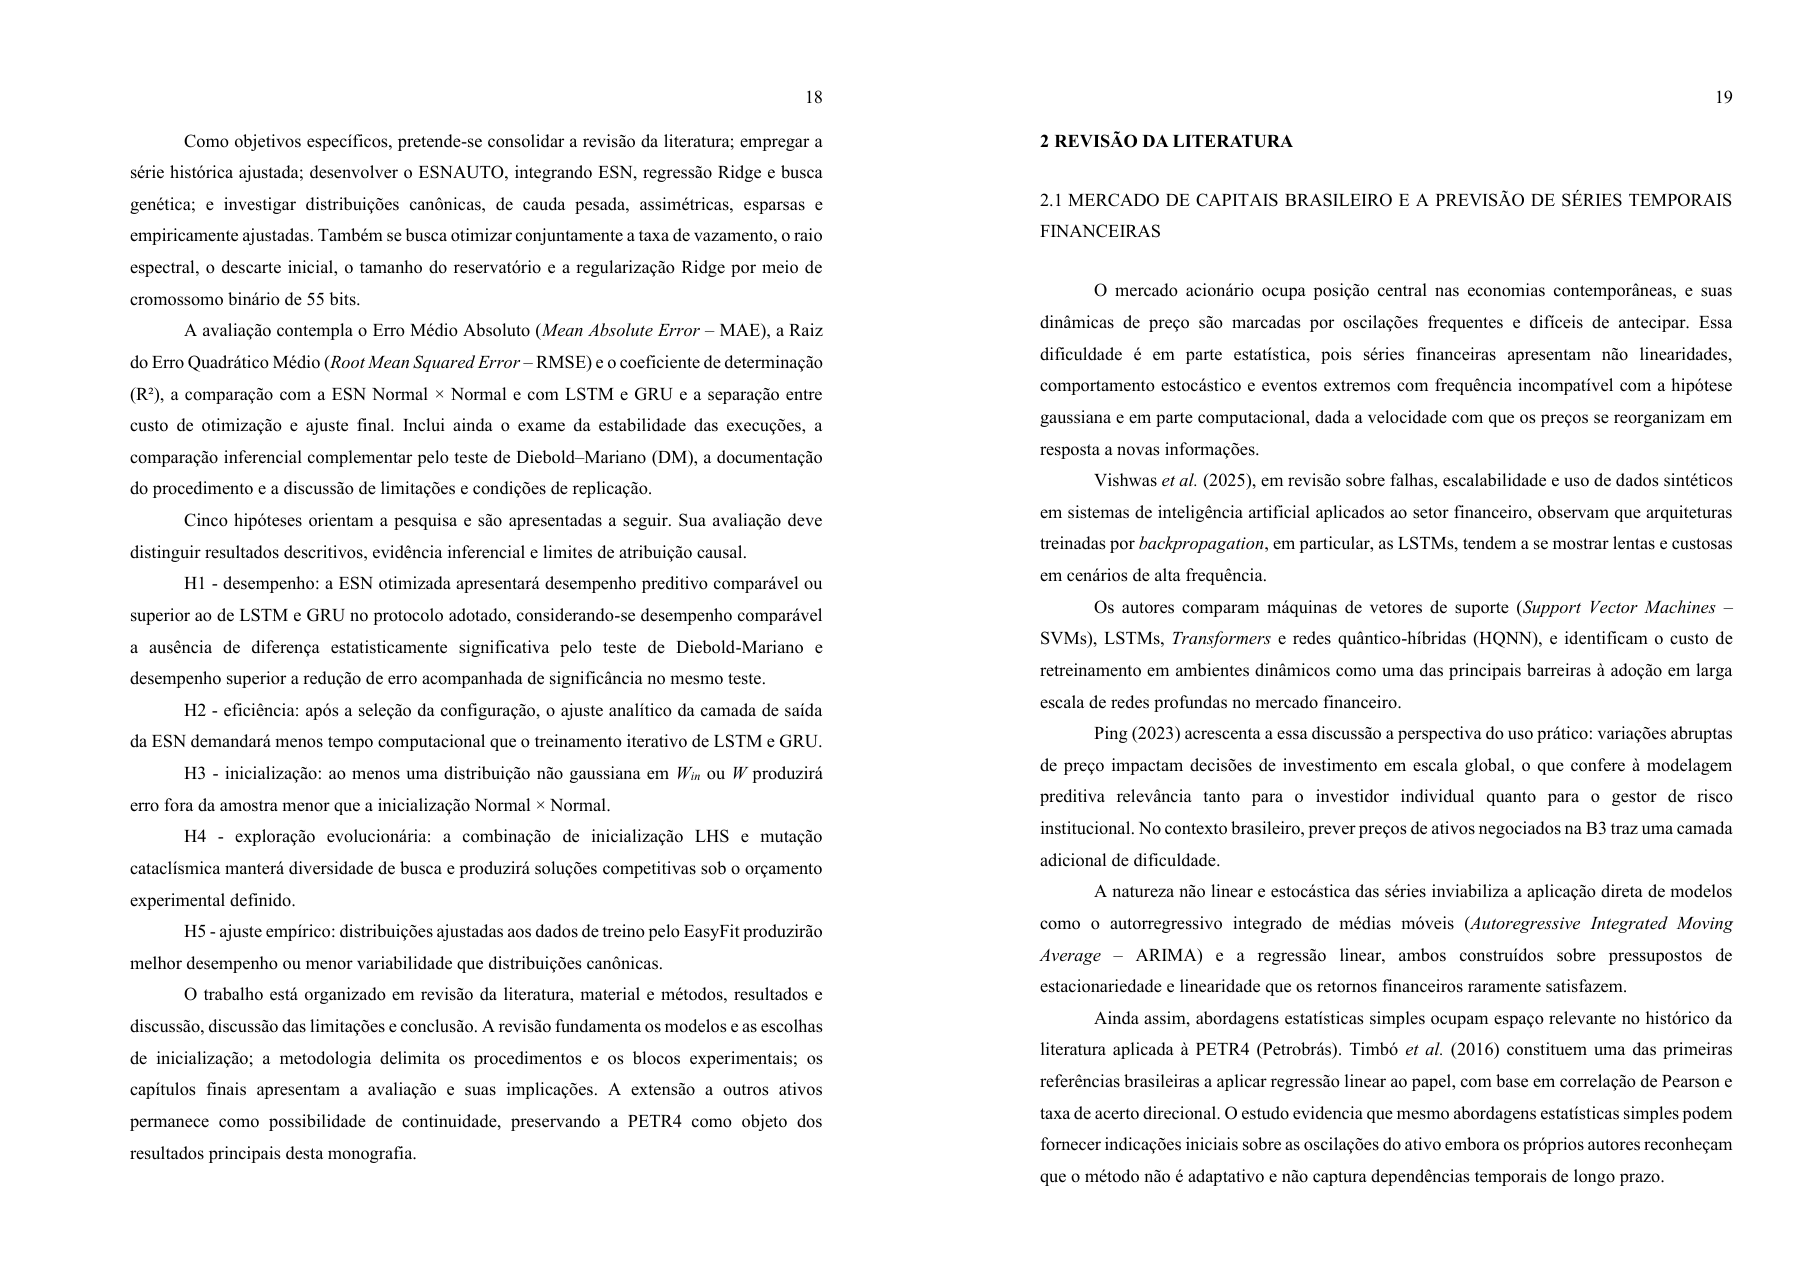 18
Como objetivos específicos, pretende-se consolidar a revisão da literatura; empregar a
série histórica ajustada; desenvolver o ESNAUTO, integrando ESN, regressão Ridge e busca
genética; e investigar distribuições canônicas, de cauda pesada, assimétricas, esparsas e
empiricamente ajustadas. Também se busca otimizar conjuntamente a taxa de vazamento, o raio
espectral, o descarte inicial, o tamanho do reservatório e a regularização Ridge por meio de
cromossomo binário de 55 bits.
A avaliação contempla o Erro Médio Absoluto (Mean Absolute Error – MAE), a Raiz
do Erro Quadrático Médio (Root Mean Squared Error – RMSE) e o coeficiente de determinação
(R²), a comparação com a ESN Normal × Normal e com LSTM e GRU e a separação entre
custo de otimização e ajuste final. Inclui ainda o exame da estabilidade das execuções, a
comparação inferencial complementar pelo teste de Diebold–Mariano (DM), a documentação
do procedimento e a discussão de limitações e condições de replicação.
Cinco hipóteses orientam a pesquisa e são apresentadas a seguir. Sua avaliação deve
distinguir resultados descritivos, evidência inferencial e limites de atribuição causal.
H1 - desempenho: a ESN otimizada apresentará desempenho preditivo comparável ou
superior ao de LSTM e GRU no protocolo adotado, considerando-se desempenho comparável
a ausência de diferença estatisticamente significativa pelo teste de Diebold-Mariano e
desempenho superior a redução de erro acompanhada de significância no mesmo teste.
H2 - eficiência: após a seleção da configuração, o ajuste analítico da camada de saída
da ESN demandará menos tempo computacional que o treinamento iterativo de LSTM e GRU.
H3 - inicialização: ao menos uma distribuição não gaussiana em Win ou W produzirá
erro fora da amostra menor que a inicialização Normal × Normal.
H4 - exploração evolucionária: a combinação de inicialização LHS e mutação
cataclísmica manterá diversidade de busca e produzirá soluções competitivas sob o orçamento
experimental definido.
H5 - ajuste empírico: distribuições ajustadas aos dados de treino pelo EasyFit produzirão
melhor desempenho ou menor variabilidade que distribuições canônicas.
O trabalho está organizado em revisão da literatura, material e métodos, resultados e
discussão, discussão das limitações e conclusão. A revisão fundamenta os modelos e as escolhas
de inicialização; a metodologia delimita os procedimentos e os blocos experimentais; os
capítulos finais apresentam a avaliação e suas implicações. A extensão a outros ativos
permanece como possibilidade de continuidade, preservando a PETR4 como objeto dos
resultados principais desta monografia.
19
2 REVISÃO DA LITERATURA
2.1 MERCADO DE CAPITAIS BRASILEIRO E A PREVISÃO DE SÉRIES TEMPORAIS
FINANCEIRAS
O mercado acionário ocupa posição central nas economias contemporâneas, e suas
dinâmicas de preço são marcadas por oscilações frequentes e difíceis de antecipar. Essa
dificuldade é em parte estatística, pois séries financeiras apresentam não linearidades,
comportamento estocástico e eventos extremos com frequência incompatível com a hipótese
gaussiana e em parte computacional, dada a velocidade com que os preços se reorganizam em
resposta a novas informações.
Vishwas et al. (2025), em revisão sobre falhas, escalabilidade e uso de dados sintéticos
em sistemas de inteligência artificial aplicados ao setor financeiro, observam que arquiteturas
treinadas por backpropagation, em particular, as LSTMs, tendem a se mostrar lentas e custosas
em cenários de alta frequência.
Os autores comparam máquinas de vetores de suporte (Support Vector Machines –
SVMs), LSTMs, Transformers e redes quântico-híbridas (HQNN), e identificam o custo de
retreinamento em ambientes dinâmicos como uma das principais barreiras à adoção em larga
escala de redes profundas no mercado financeiro.
Ping (2023) acrescenta a essa discussão a perspectiva do uso prático: variações abruptas
de preço impactam decisões de investimento em escala global, o que confere à modelagem
preditiva relevância tanto para o investidor individual quanto para o gestor de risco
institucional. No contexto brasileiro, prever preços de ativos negociados na B3 traz uma camada
adicional de dificuldade.
A natureza não linear e estocástica das séries inviabiliza a aplicação direta de modelos
como o autorregressivo integrado de médias móveis (Autoregressive Integrated Moving
Average – ARIMA) e a regressão linear, ambos construídos sobre pressupostos de
estacionariedade e linearidade que os retornos financeiros raramente satisfazem.
Ainda assim, abordagens estatísticas simples ocupam espaço relevante no histórico da
literatura aplicada à PETR4 (Petrobrás). Timbó et al. (2016) constituem uma das primeiras
referências brasileiras a aplicar regressão linear ao papel, com base em correlação de Pearson e
taxa de acerto direcional. O estudo evidencia que mesmo abordagens estatísticas simples podem
fornecer indicações iniciais sobre as oscilações do ativo embora os próprios autores reconheçam
que o método não é adaptativo e não captura dependências temporais de longo prazo.